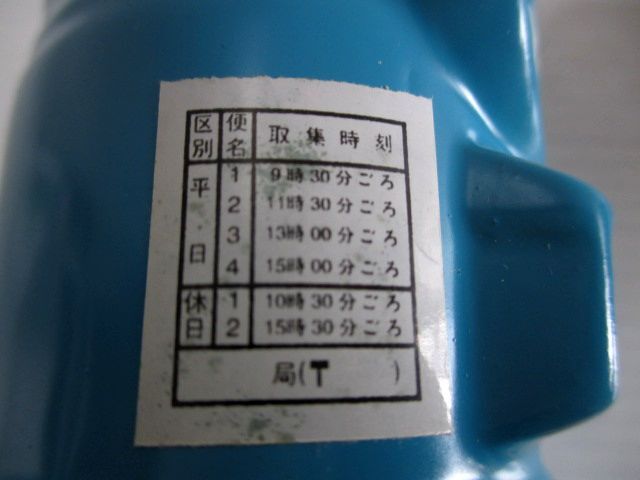 区別 便名 取集時刻
平日 1 9時30分ごろ
2 11時30分ごろ
3 13時00分ごろ
4 15時00分ごろ
休日 1 10時30分ごろ
2 15時30分ごろ
局(〒 )